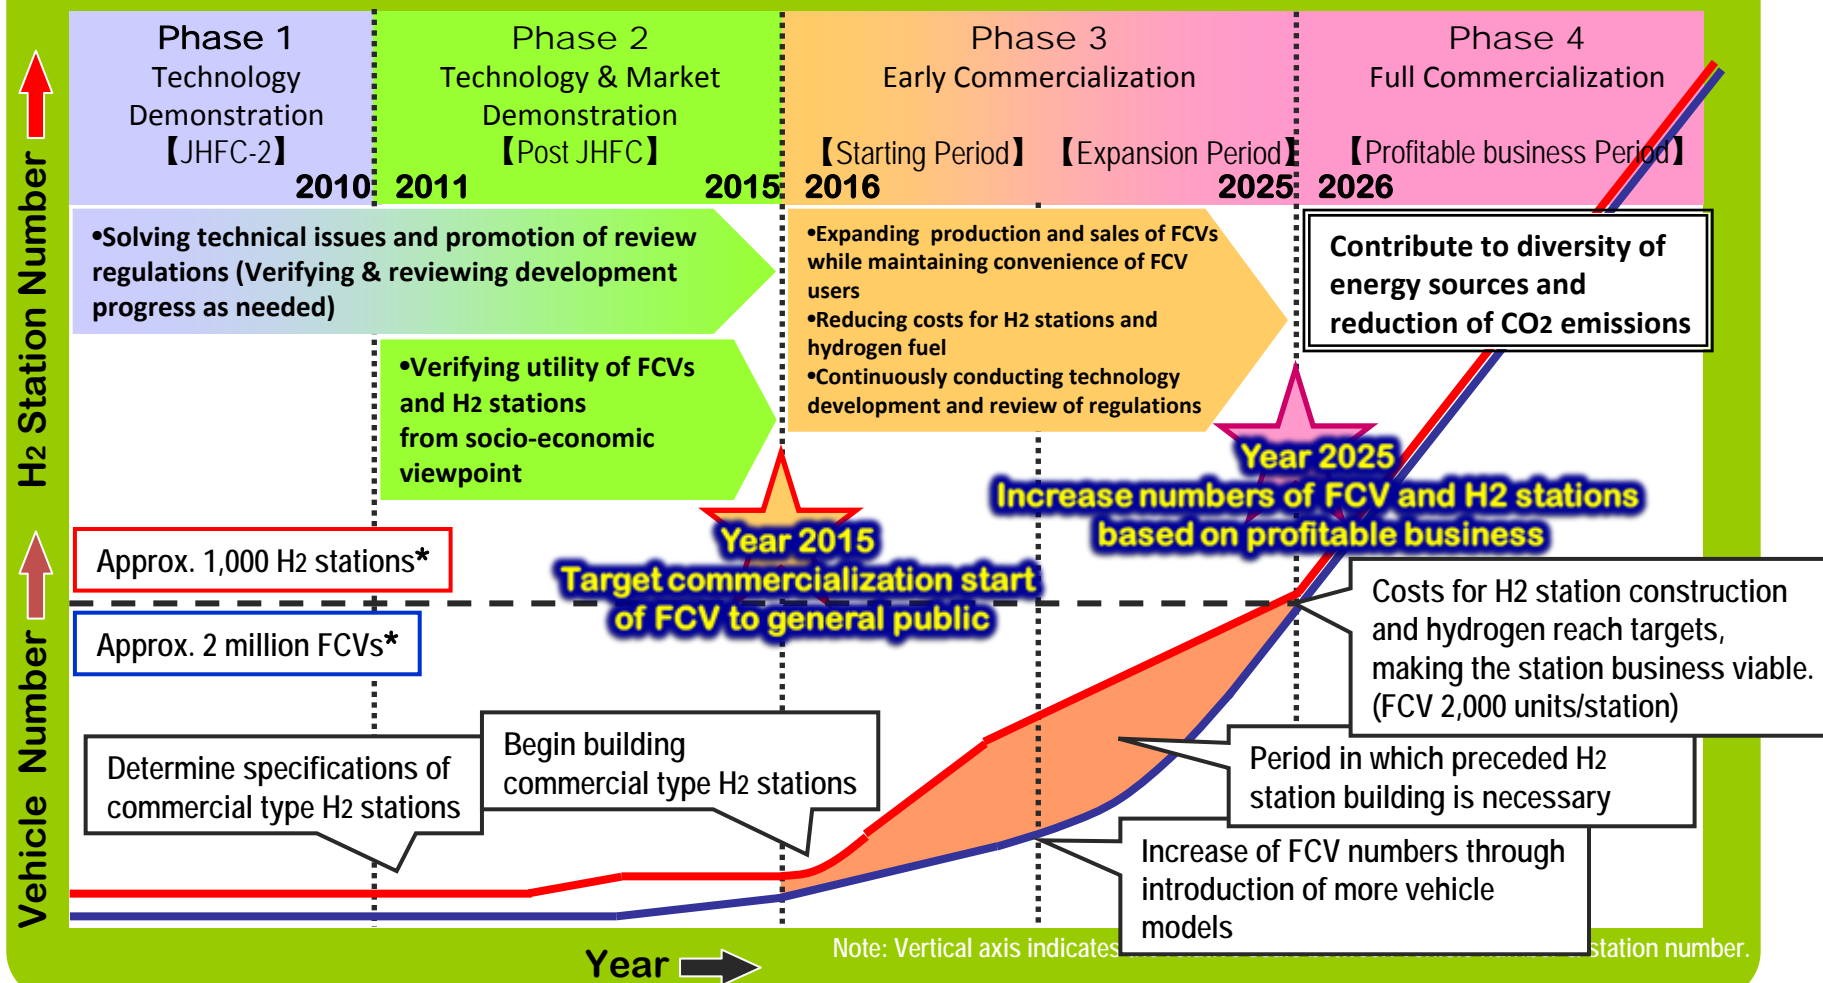 Phase 1
Technology
Demonstration
【JHFC-2】
2010
Phase 2
Technology & Market
Demonstration
【Post JHFC】
2011
2015
Phase 3
Early Commercialization
【Starting Period】
【Expansion Period】
2016
2025
Phase 4
Full Commercialization
【Profitable business Period】
2026
H2 Station Number
Vehicle Number
•Solving technical issues and promotion of review
regulations (Verifying & reviewing development
progress as needed)
•Verifying utility of FCVs
and H2 stations
from socio-economic
viewpoint
•Expanding production and sales of FCVs
while maintaining convenience of FCV
users
•Reducing costs for H2 stations and
hydrogen fuel
•Continuously conducting technology
development and review of regulations
Contribute to diversity of
energy sources and
reduction of CO2 emissions
Year 2025
Increase numbers of FCV and H2 stations
based on profitable business
Year 2015
Target commercialization start
of FCV to general public
Approx. 1,000 H2 stations*
Approx. 2 million FCVs*
Costs for H2 station construction
and hydrogen reach targets,
making the station business viable.
(FCV 2,000 units/station)
Determine specifications of
commercial type H2 stations
Begin building
commercial type H2 stations
Period in which preceded H2
station building is necessary
Increase of FCV numbers through
introduction of more vehicle
models
Year
Note: Vertical axis indicates station number.